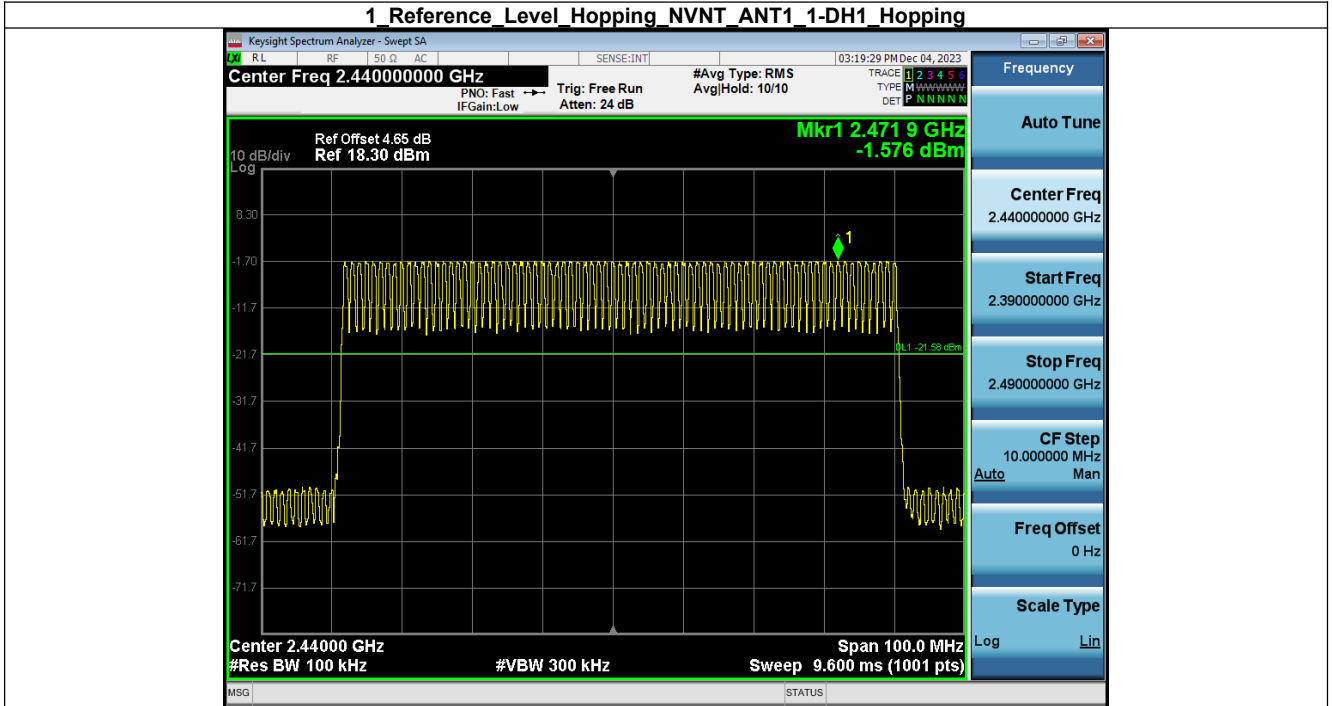 1_Reference_Level_Hopping_NVNT_ANT1_1-DH1_Hopping
Keysight Spectrum Analyzer - Swept SA
LXI RL RF 50 Ω AC SENSE:INT 03:19:29 PM Dec 04, 2023
Center Freq 2.440000000 GHz
PNO: Fast
IFGain:Low
Trig: Free Run
Atten: 24 dB
#Avg Type: RMS
Avg|Hold: 10/10
TRACE 1 2 3 4 5 6
TYPE M WWWWW
DET P N N N N N
Mkr1 2.471 9 GHz
-1.576 dBm
Ref Offset 4.65 dB
10 dB/div Ref 18.30 dBm
Log
8.30
-1.70
-11.7
-21.7
-31.7
-41.7
-51.7
-61.7
-71.7
1
DL1 -21.58 dBm
Center 2.44000 GHz Span 100.0 MHz
#Res BW 100 kHz #VBW 300 kHz Sweep 9.600 ms (1001 pts)
MSG STATUS
Frequency
Auto Tune
Center Freq
2.440000000 GHz
Start Freq
2.390000000 GHz
Stop Freq
2.490000000 GHz
CF Step
10.000000 MHz
Auto Man
Freq Offset
0 Hz
Scale Type
Log Lin